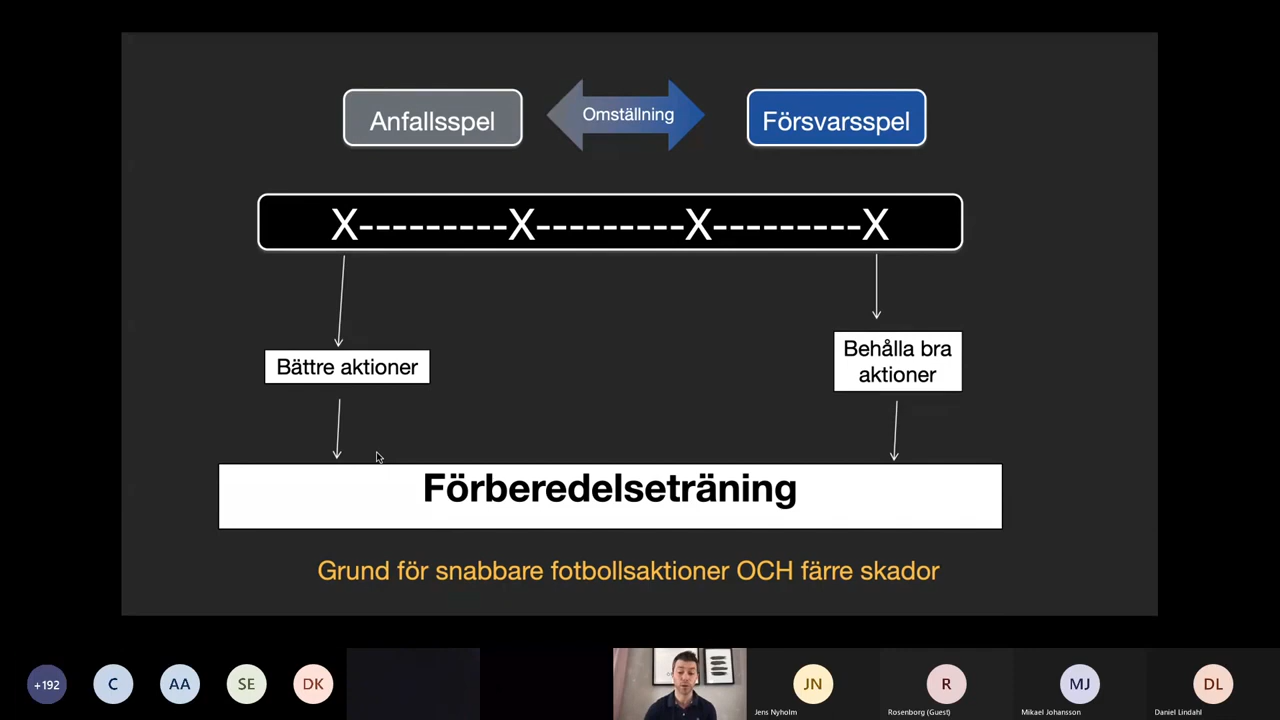 Anfallsspel
Omställning
Försvarsspel
X---------X---------X---------X
Bättre aktioner
Behålla bra
aktioner
Förberedelseträning
Grund för snabbare fotbollsaktioner OCH färre skador
+192
C
AA
SE
DK
JN
R
MJ
DL
Jens Nyholm
Rosenborg (Guest)
Mikael Johansson
Daniel Lindahl